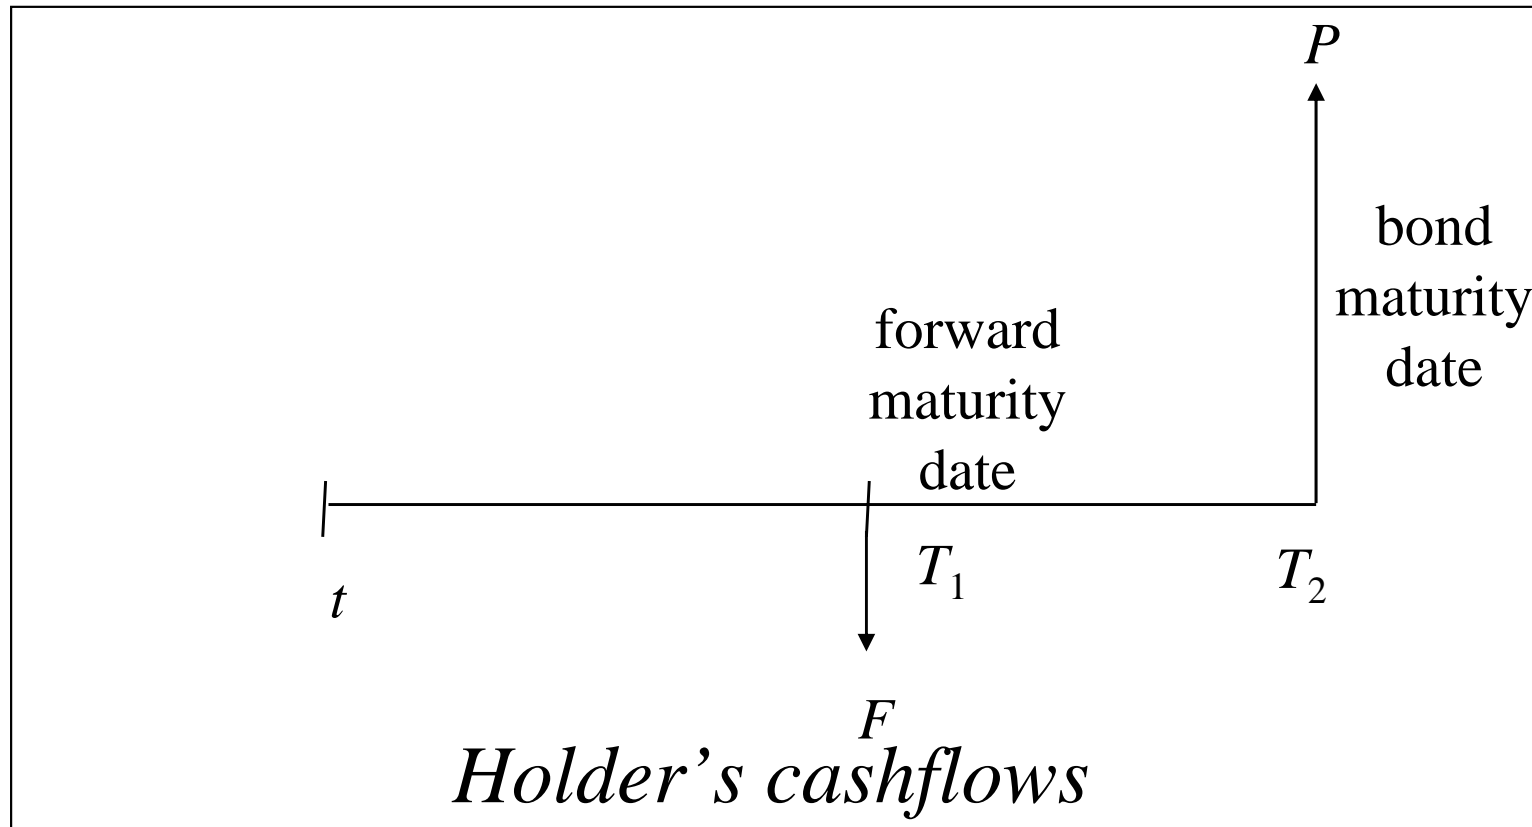 P
bond
maturity
date
forward
maturity
date
T₁
T₂
t
F
Holder’s cashflows